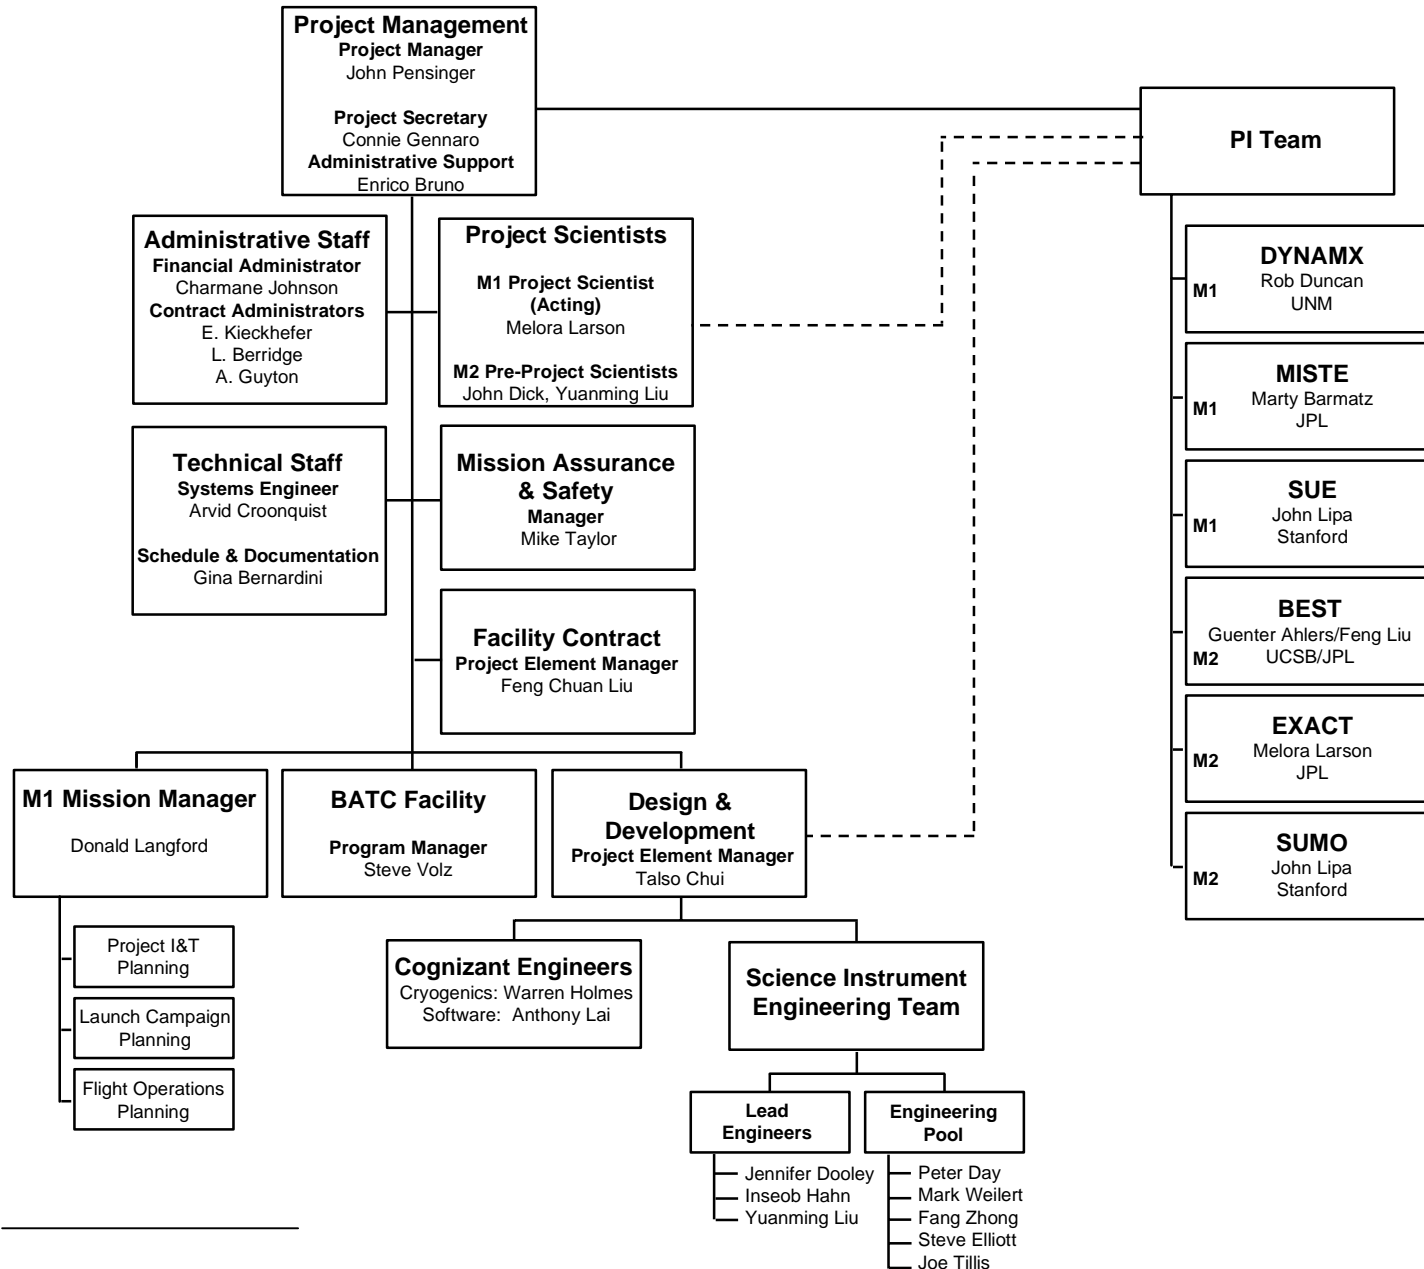 Project Management
Project Manager
John Pensinger
Project Secretary
Connie Gennaro
Administrative Support
Enrico Bruno
PI Team
Administrative Staff
Financial Administrator
Charmane Johnson
Contract Administrators
E. Kieckhefer
L. Berridge
A. Guyton
Project Scientists
M1 Project Scientist
(Acting)
Melora Larson
M2 Pre-Project Scientists
John Dick, Yuanming Liu
Technical Staff
Systems Engineer
Arvid Croonquist
Schedule & Documentation
Gina Bernardini
Mission Assurance
& Safety
Manager
Mike Taylor
Facility Contract
Project Element Manager
Feng Chuan Liu
DYNAMX
Rob Duncan
M1
UNM
MISTE
Marty Barmatz
M1
JPL
SUE
John Lipa
M1
Stanford
BEST
Guenter Ahlers/Feng Liu
M2
UCSB/JPL
EXACT
Melora Larson
M2
JPL
SUMO
John Lipa
M2
Stanford
M1 Mission Manager
Donald Langford
BATC Facility
Program Manager
Steve Volz
Design &
Development
Project Element Manager
Talso Chui
Project I&T
Planning
Launch Campaign
Planning
Flight Operations
Planning
Cognizant Engineers
Cryogenics: Warren Holmes
Software: Anthony Lai
Science Instrument
Engineering Team
Lead
Engineers
Jennifer Dooley
Inseob Hahn
Yuanming Liu
Engineering
Pool
Peter Day
Mark Weilert
Fang Zhong
Steve Elliott
Joe Tillis